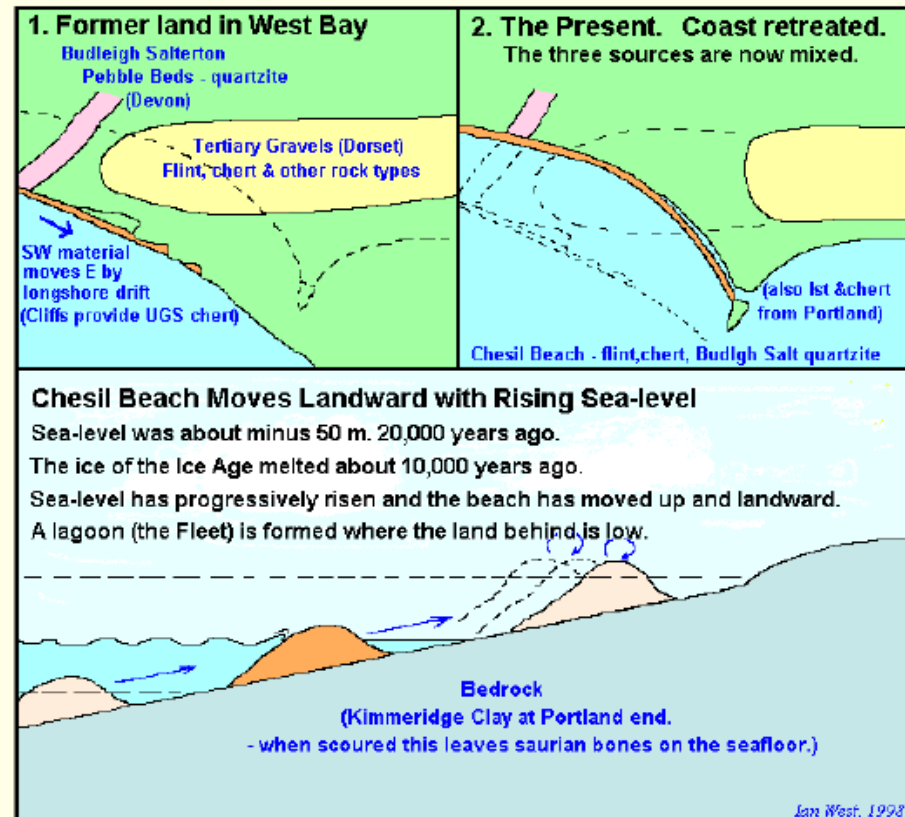 1. Former land in West Bay
Budleigh Salterton
Pebble Beds - quartzite
(Devon)
Tertiary Gravels (Dorset)
Flint, chert & other rock types
SW material
moves E by
longshore drift
(Cliffs provide UGS chert)
2. The Present. Coast retreated.
The three sources are now mixed.
(also lst &chert
from Portland)
Chesil Beach - flint,chert, Budlgh Salt quartzite
Chesil Beach Moves Landward with Rising Sea-level
Sea-level was about minus 50 m. 20,000 years ago.
The ice of the Ice Age melted about 10,000 years ago.
Sea-level has progressively risen and the beach has moved up and landward.
A lagoon (the Fleet) is formed where the land behind is low.
Bedrock
(Kimmeridge Clay at Portland end.
- when scoured this leaves saurian bones on the seafloor.)
Ian West, 1998